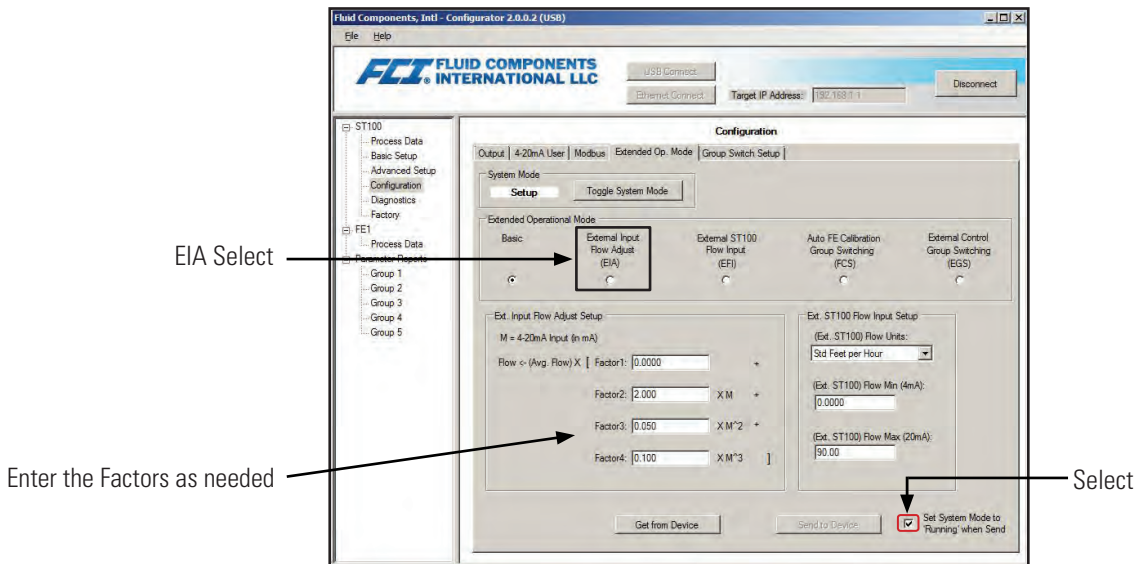 Fluid Components, Intl - Configurator 2.0.0.2 (USB)
File Help
FCI® FLUID COMPONENTS
INTERNATIONAL LLC
USB Connect
Ethernet Connect
Target IP Address: 192.168.1.1
Disconnect
ST100
Process Data
Basic Setup
Advanced Setup
Configuration
Diagnostics
Factory
FE1
Process Data
Parameter Reports
Group 1
Group 2
Group 3
Group 4
Group 5
Configuration
Output | 4-20mA User | Modbus | Extended Op. Mode | Group Switch Setup
System Mode
Setup
Toggle System Mode
Extended Operational Mode
Basic
External Input
Flow Adjust
(EIA)
External ST100
Flow Input
(EFI)
Auto FE Calibration
Group Switching
(FCS)
External Control
Group Switching
(EGS)
Ext. Input Flow Adjust Setup
M = 4-20mA Input (in mA)
Flow <- (Avg. Flow) X [ Factor1: 0.0000 +
Factor2: 2.000 X M +
Factor3: 0.050 X M^2 +
Factor4: 0.100 X M^3 ]
Ext. ST100 Flow Input Setup
(Ext. ST100) Flow Units:
Std Feet per Hour
(Ext. ST100) Flow Min (4mA):
0.0000
(Ext. ST100) Flow Max (20mA):
90.00
Get from Device
Send to Device
Set System Mode to
'Running' when Send
EIA Select
Enter the Factors as needed
Select